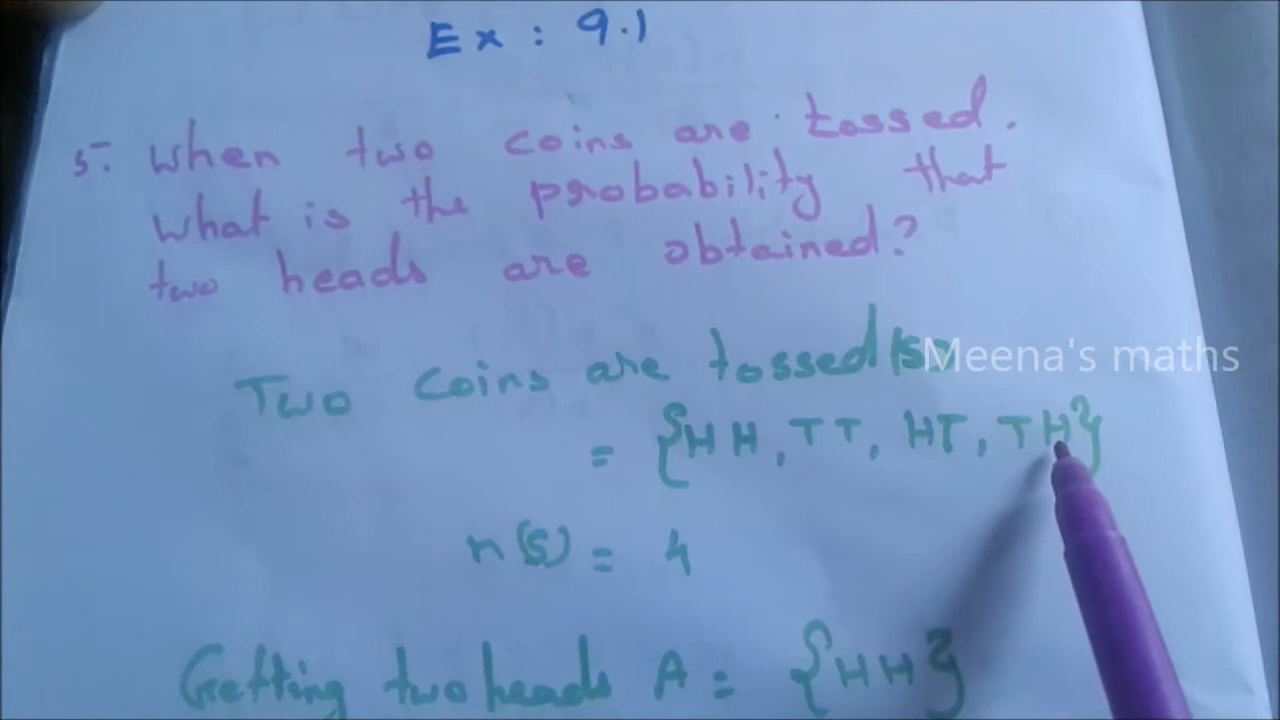 Ex : 9.1
5. When two coins are tossed.
What is the probability that
two heads are obtained?
Two coins are tossed (S)
Meena's maths
= {HH, TT, HT, TH}
n(S) = 4
Getting two heads A = {HH}